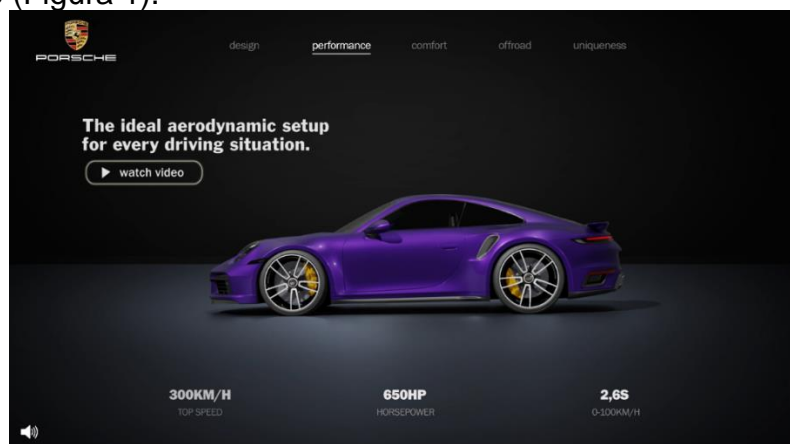 (Figura 1).
PORSCHE
design performance comfort offroad uniqueness
The ideal aerodynamic setup
for every driving situation.
watch video
300KM/H 650HP 2,6S
TOP SPEED HORSEPOWER 0-100KM/H